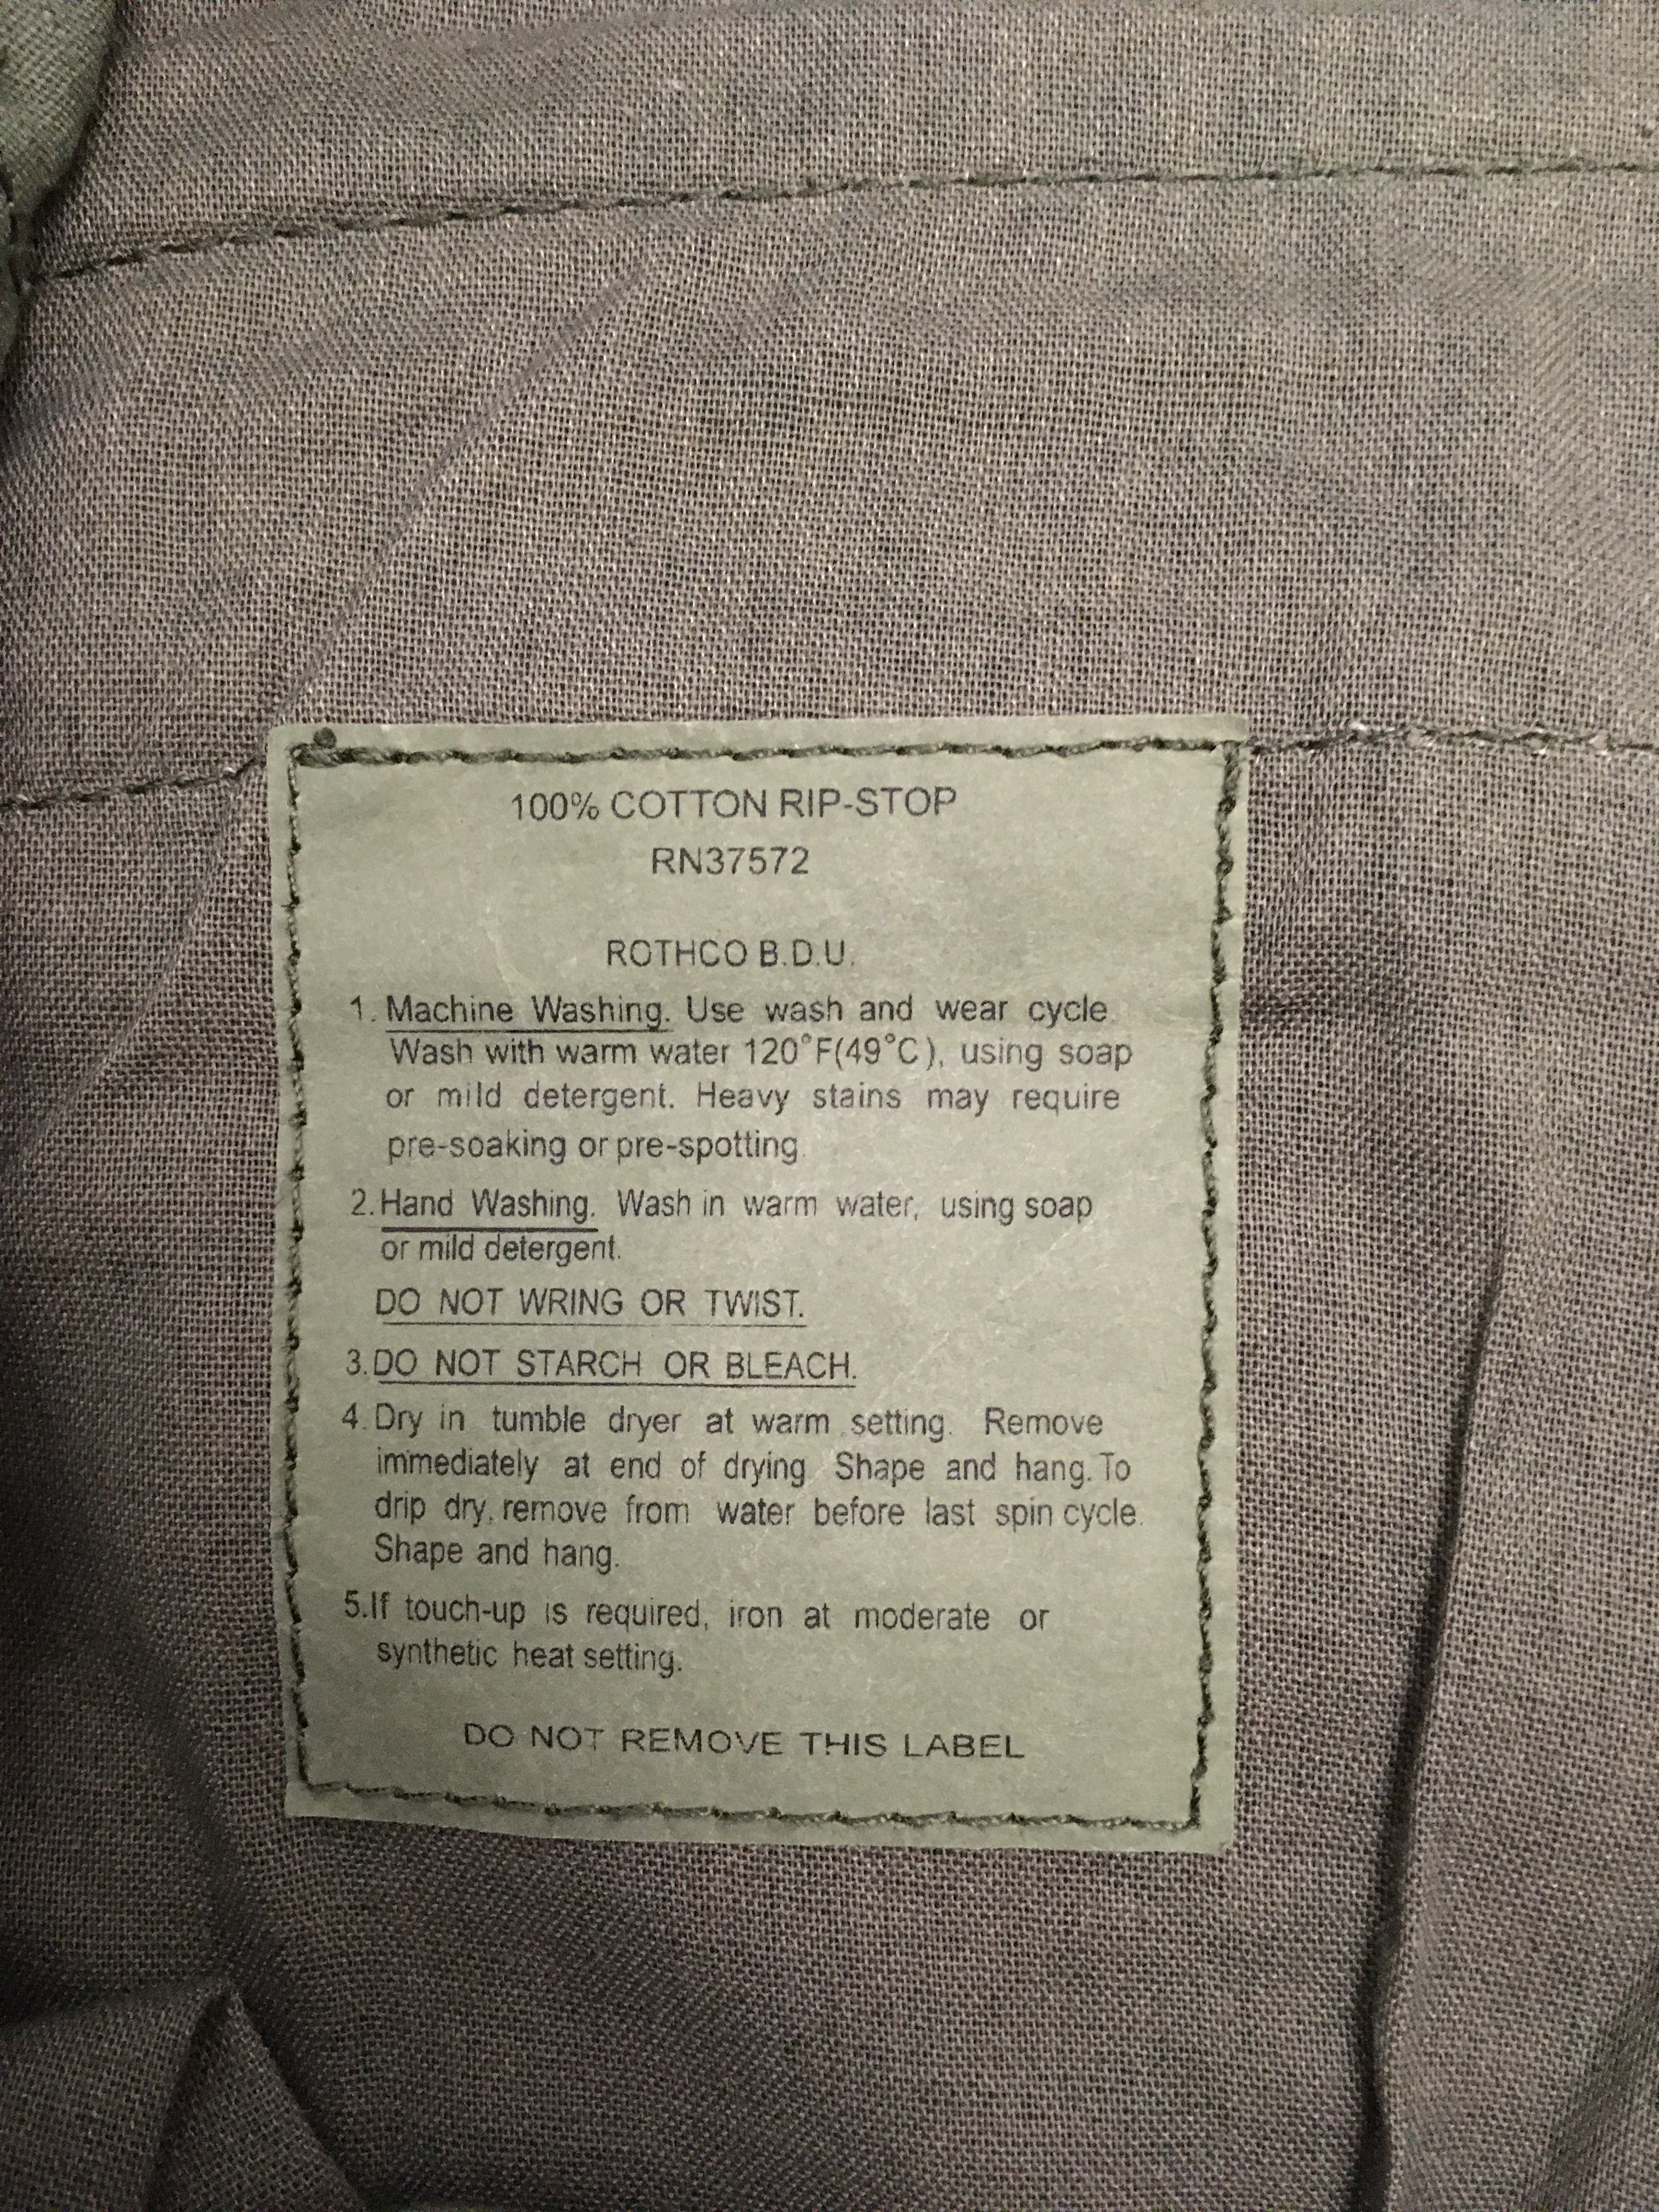 100% COTTON RIP-STOP
RN37572
ROTHCO B.D.U.
1. Machine Washing. Use wash and wear cycle.
Wash with warm water 120°F(49°C), using soap
or mild detergent. Heavy stains may require
pre-soaking or pre-spotting.
2. Hand Washing. Wash in warm water, using soap
or mild detergent.
DO NOT WRING OR TWIST.
3. DO NOT STARCH OR BLEACH.
4. Dry in tumble dryer at warm setting. Remove
immediately at end of drying. Shape and hang. To
drip dry, remove from water before last spin cycle.
Shape and hang.
5. If touch-up is required, iron at moderate or
synthetic heat setting.
DO NOT REMOVE THIS LABEL